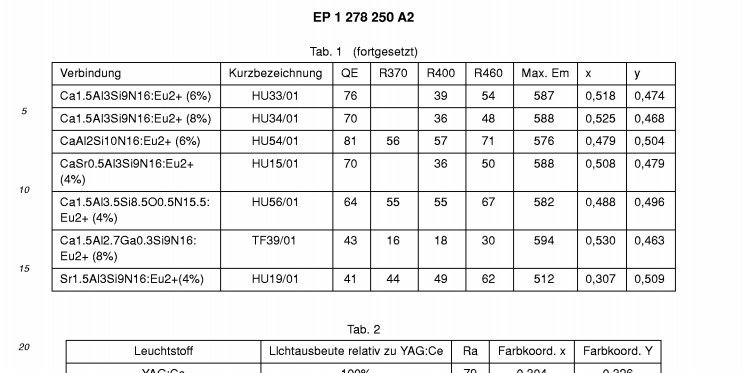 EP 1 278 250 A2
Tab. 1 (fortgesetzt)
Verbindung Kurzbezeichnung QE R370 R400 R460 Max. Em x y
Ca1.5Al3Si9N16:Eu2+ (6%) HU33/01 76 39 54 587 0,518 0,474
5
Ca1.5Al3Si9N16:Eu2+ (8%) HU34/01 70 36 48 588 0,525 0,468
CaAl2Si10N16:Eu2+ (6%) HU54/01 81 56 57 71 576 0,479 0,504
CaSr0.5Al3Si9N16:Eu2+ HU15/01 70 36 50 588 0,508 0,479
(4%)
10
Ca1.5Al3.5Si8.5O0.5N15.5: HU56/01 64 55 55 67 582 0,488 0,496
Eu2+ (4%)
Ca1.5Al2.7Ga0.3Si9N16: TF39/01 43 16 18 30 594 0,530 0,463
Eu2+ (8%)
15
Sr1.5Al3Si9N16:Eu2+(4%) HU19/01 41 44 49 62 512 0,307 0,509
Tab. 2
20
Leuchtstoff Lichtausbeute relativ zu YAG:Ce Ra Farbkoord. x Farbkoord. Y
YAG:Ce 100% 70 0,304 0,326